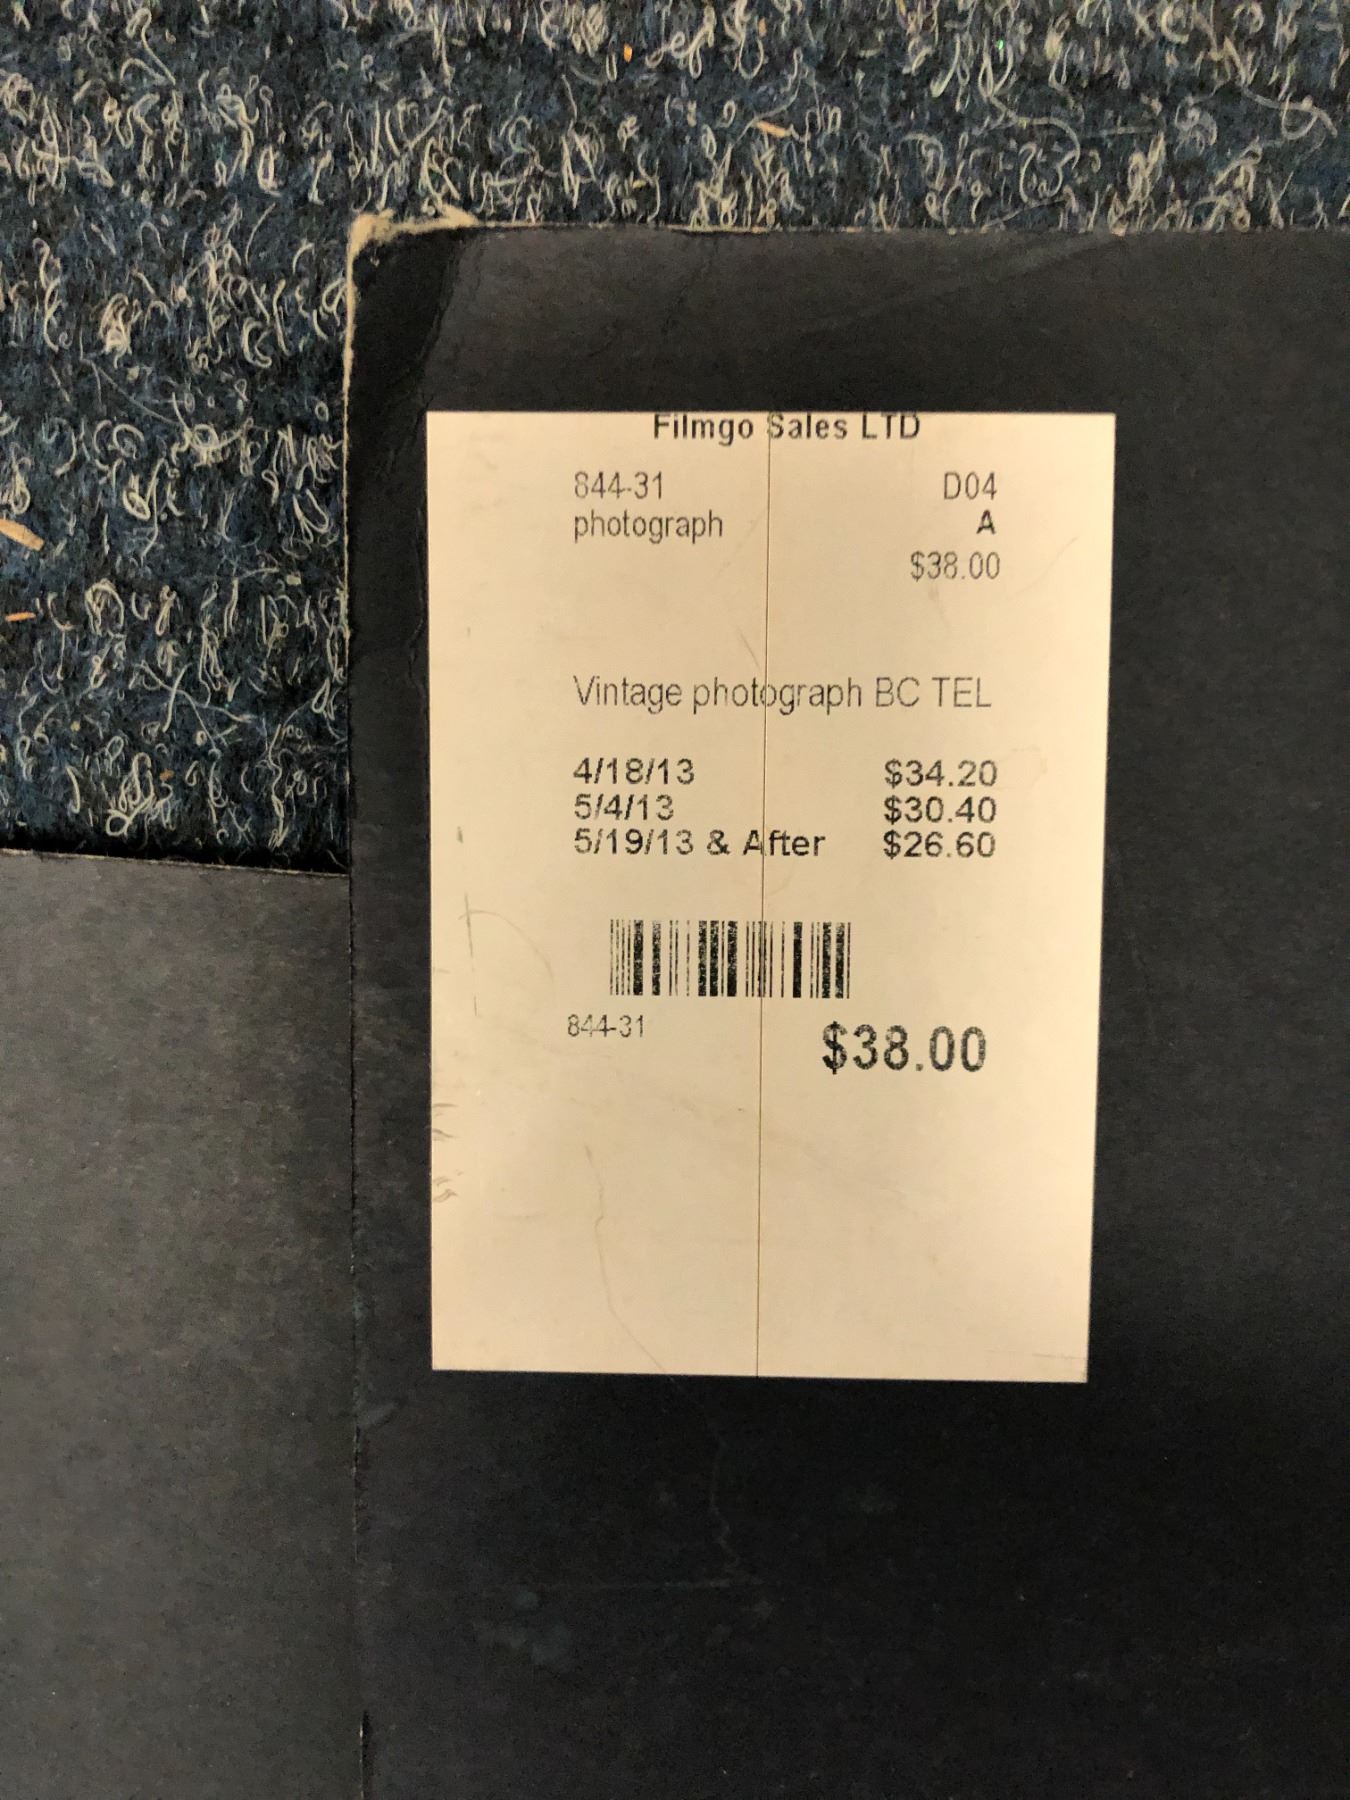 Filmgo Sales LTD
844-31 D04
photograph A
$38.00
Vintage photograph BC TEL
4/18/13 $34.20
5/4/13 $30.40
5/19/13 & After $26.60
844-31
$38.00